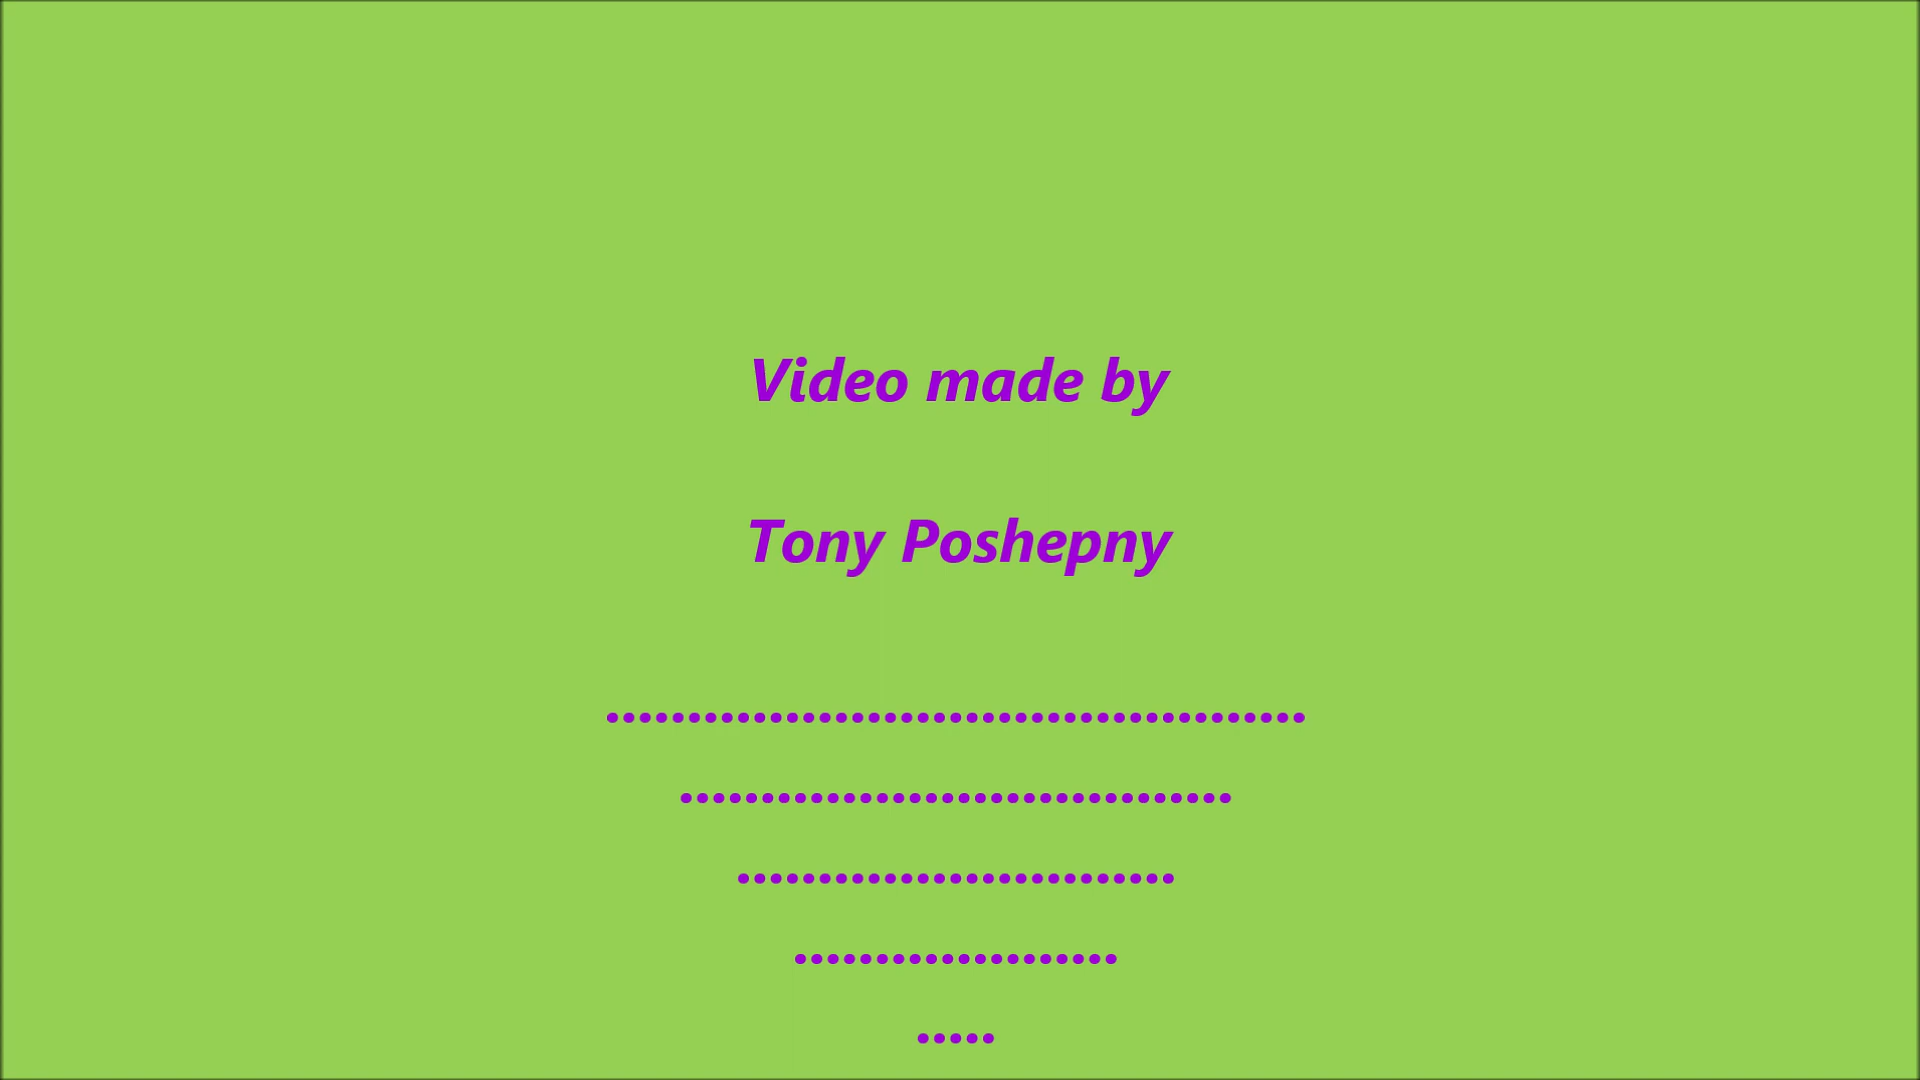 Video made by
Tony Poshepny
...........................................
..................................
...........................
....................
.....